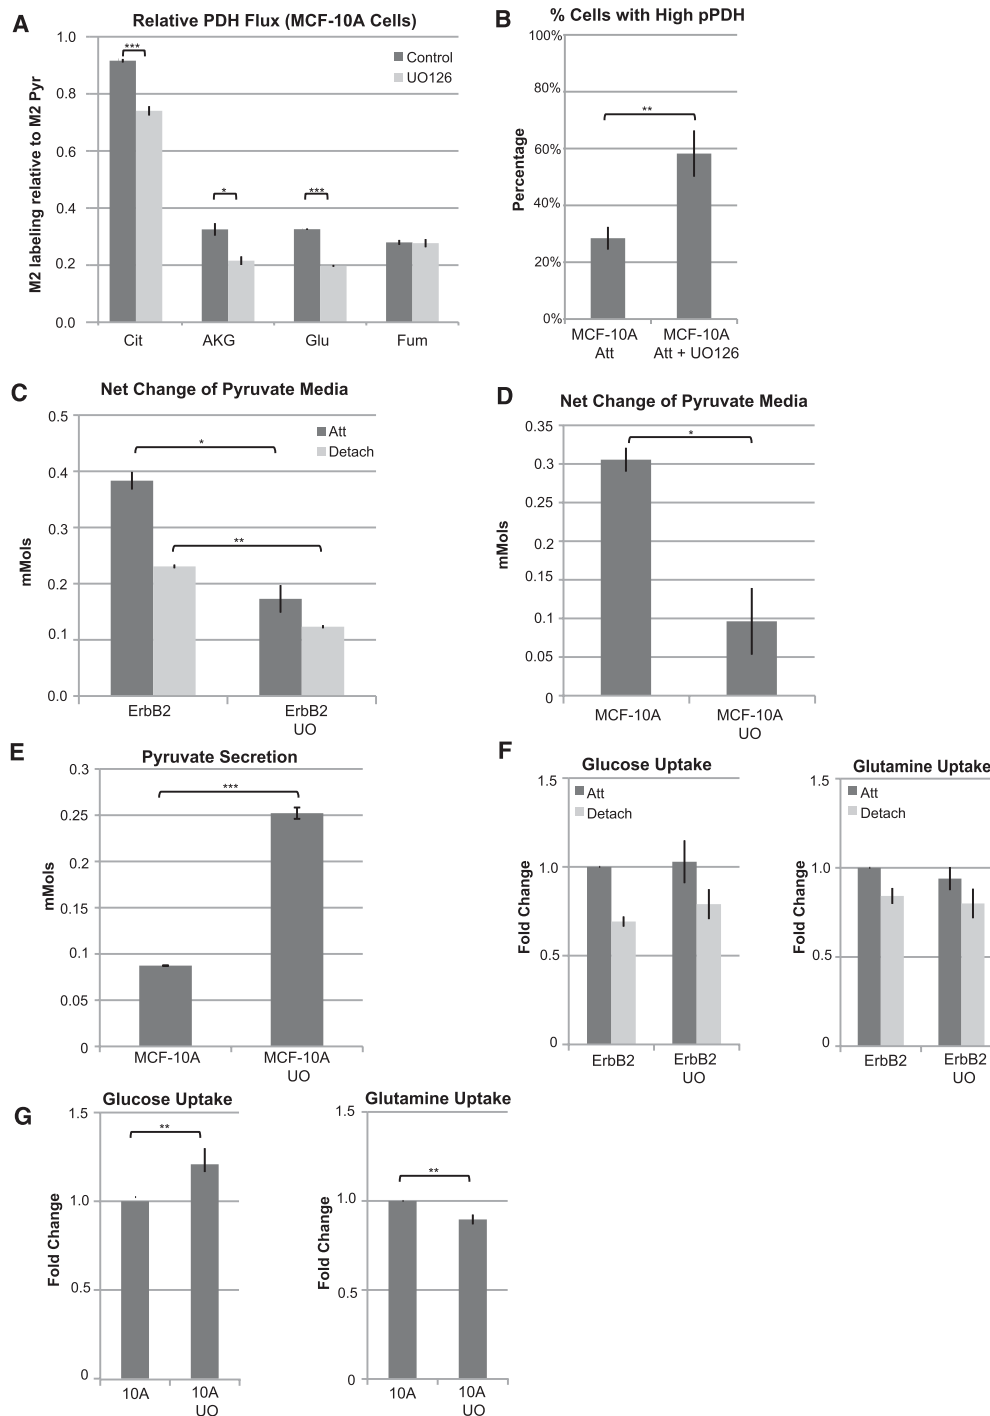 A
Relative PDH Flux (MCF-10A Cells)
M2 labeling relative to M2 Pyr
1.0
0.8
0.6
0.4
0.2
0.0
***
*
***
Control
UO126
Cit
AKG
Glu
Fum
B
% Cells with High pPDH
Percentage
100%
80%
60%
40%
20%
0%
**
MCF-10A
Att
MCF-10A
Att + UO126
C
Net Change of Pyruvate Media
mMols
0.5
0.4
0.3
0.2
0.1
0.0
*
**
Att
Detach
ErbB2
ErbB2
UO
D
Net Change of Pyruvate Media
mMols
0.35
0.3
0.25
0.2
0.15
0.1
0.05
0
*
MCF-10A
MCF-10A
UO
E
Pyruvate Secretion
mMols
0.3
0.25
0.2
0.15
0.1
0.05
0
***
MCF-10A
MCF-10A
UO
F
Glucose Uptake
Fold Change
1.5
1.0
0.5
0
Att
Detach
ErbB2
ErbB2
UO
Glutamine Uptake
Fold Change
1.5
1.0
0.5
0
Att
Detach
ErbB2
ErbB2
UO
G
Glucose Uptake
Fold Change
1.5
1.0
0.5
0
**
10A
10A
UO
Glutamine Uptake
Fold Change
1.5
1.0
0.5
0
**
10A
10A
UO